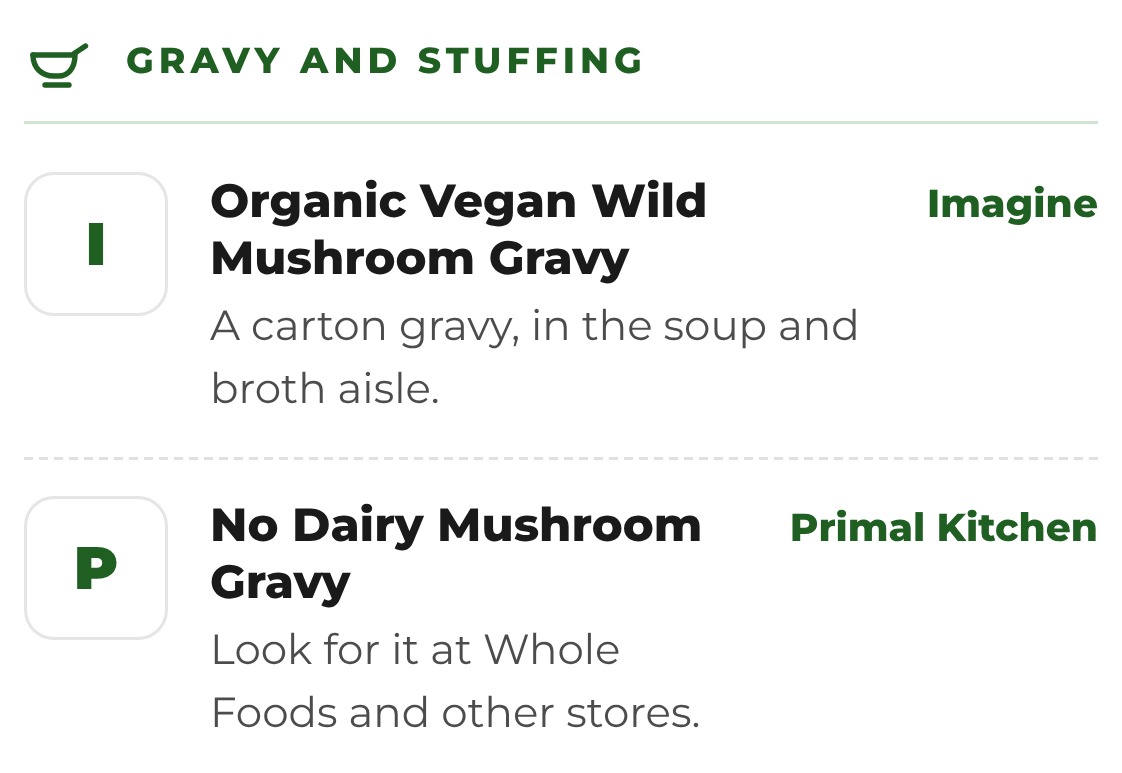 GRAVY AND STUFFING
I
Organic Vegan Wild
Mushroom Gravy
Imagine
A carton gravy, in the soup and
broth aisle.
P
No Dairy Mushroom
Gravy
Primal Kitchen
Look for it at Whole
Foods and other stores.